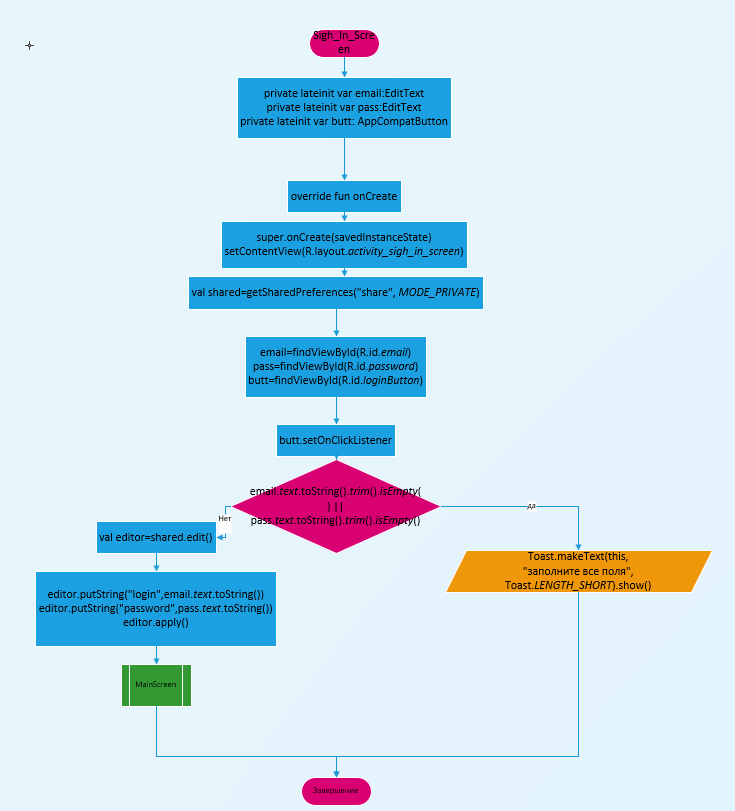 Sigh_In_Scre
en
private lateinit var email:EditText
private lateinit var pass:EditText
private lateinit var butt: AppCompatButton
override fun onCreate
super.onCreate(savedInstanceState)
setContentView(R.layout.activity_sigh_in_screen)
val shared=getSharedPreferences("share", MODE_PRIVATE)
email=findViewById(R.id.email)
pass=findViewById(R.id.password)
butt=findViewById(R.id.loginButton)
butt.setOnClickListener
email.text.toString().trim().isEmpty(
) ||
pass.text.toString().trim().isEmpty()
Нет
да
val editor=shared.edit()
Toast.makeText(this,
"заполните все поля",
Toast.LENGTH_SHORT).show()
editor.putString("login",email.text.toString())
editor.putString("password",pass.text.toString())
editor.apply()
MainScreen
Завершение